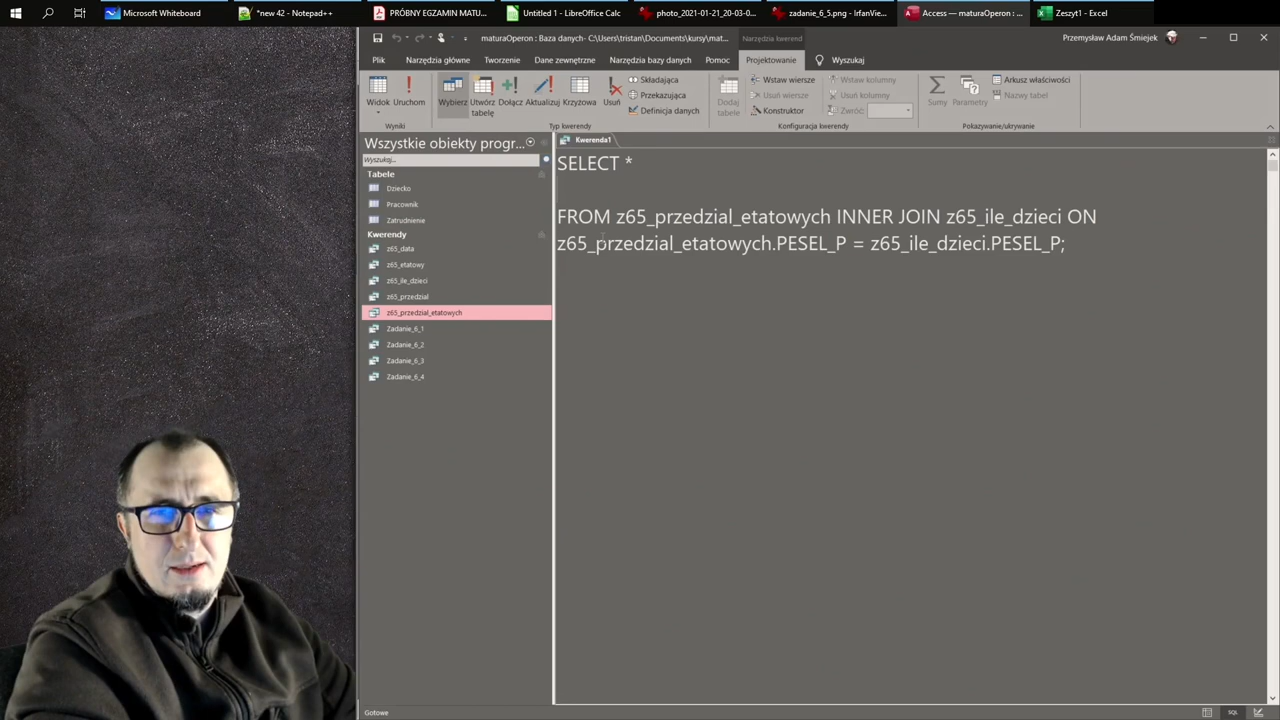 Microsoft Whiteboard
*new 42 - Notepad++
PRÓBNY EGZAMIN MATU...
Untitled 1 - LibreOffice Calc
photo_2021-01-21_20-03-0...
zadanie_6_5.png - IrfanVie...
Access — maturaOperon : ...
Zeszyt1 - Excel
maturaOperon : Baza danych- C:\Users\tristan\Documents\kursy\mat...
Narzędzia kwerend
Przemysław Adam Śmiejek
Plik
Narzędzia główne
Tworzenie
Dane zewnętrzne
Narzędzia bazy danych
Pomoc
Projektowanie
Wyszukaj
Widok
Uruchom
Wybierz
Utwórz tabelę
Dołącz
Aktualizuj
Krzyżowa
Usuń
Składająca
Przekazująca
Definicja danych
Dodaj tabele
Wstaw wiersze
Usuń wiersze
Konstruktor
Wstaw kolumny
Usuń kolumny
Zwróć:
Sumy
Parametry
Arkusz właściwości
Nazwy tabel
Wyniki
Typ kwerendy
Konfiguracja kwerendy
Pokazywanie/ukrywanie
Wszystkie obiekty progr...
Wyszukaj...
Tabele
Dziecko
Pracownik
Zatrudnienie
Kwerendy
z65_data
z65_etatowy
z65_ile_dzieci
z65_przedzial
z65_przedzial_etatowych
Zadanie_6_1
Zadanie_6_2
Zadanie_6_3
Zadanie_6_4
Kwerenda1
SELECT *
FROM z65_przedzial_etatowych INNER JOIN z65_ile_dzieci ON
z65_przedzial_etatowych.PESEL_P = z65_ile_dzieci.PESEL_P;
Gotowe
SQL